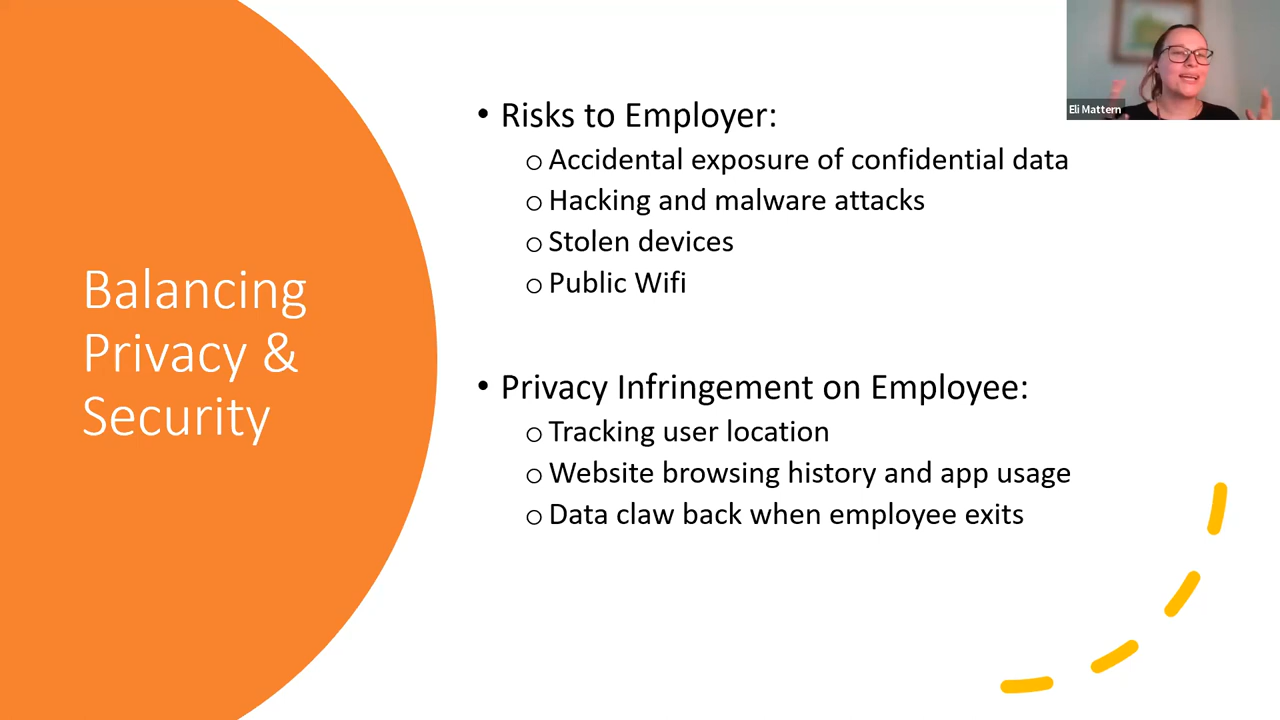 Balancing
Privacy &
Security
• Risks to Employer:
o Accidental exposure of confidential data
o Hacking and malware attacks
o Stolen devices
o Public Wifi
• Privacy Infringement on Employee:
o Tracking user location
o Website browsing history and app usage
o Data claw back when employee exits
Eli Mattern